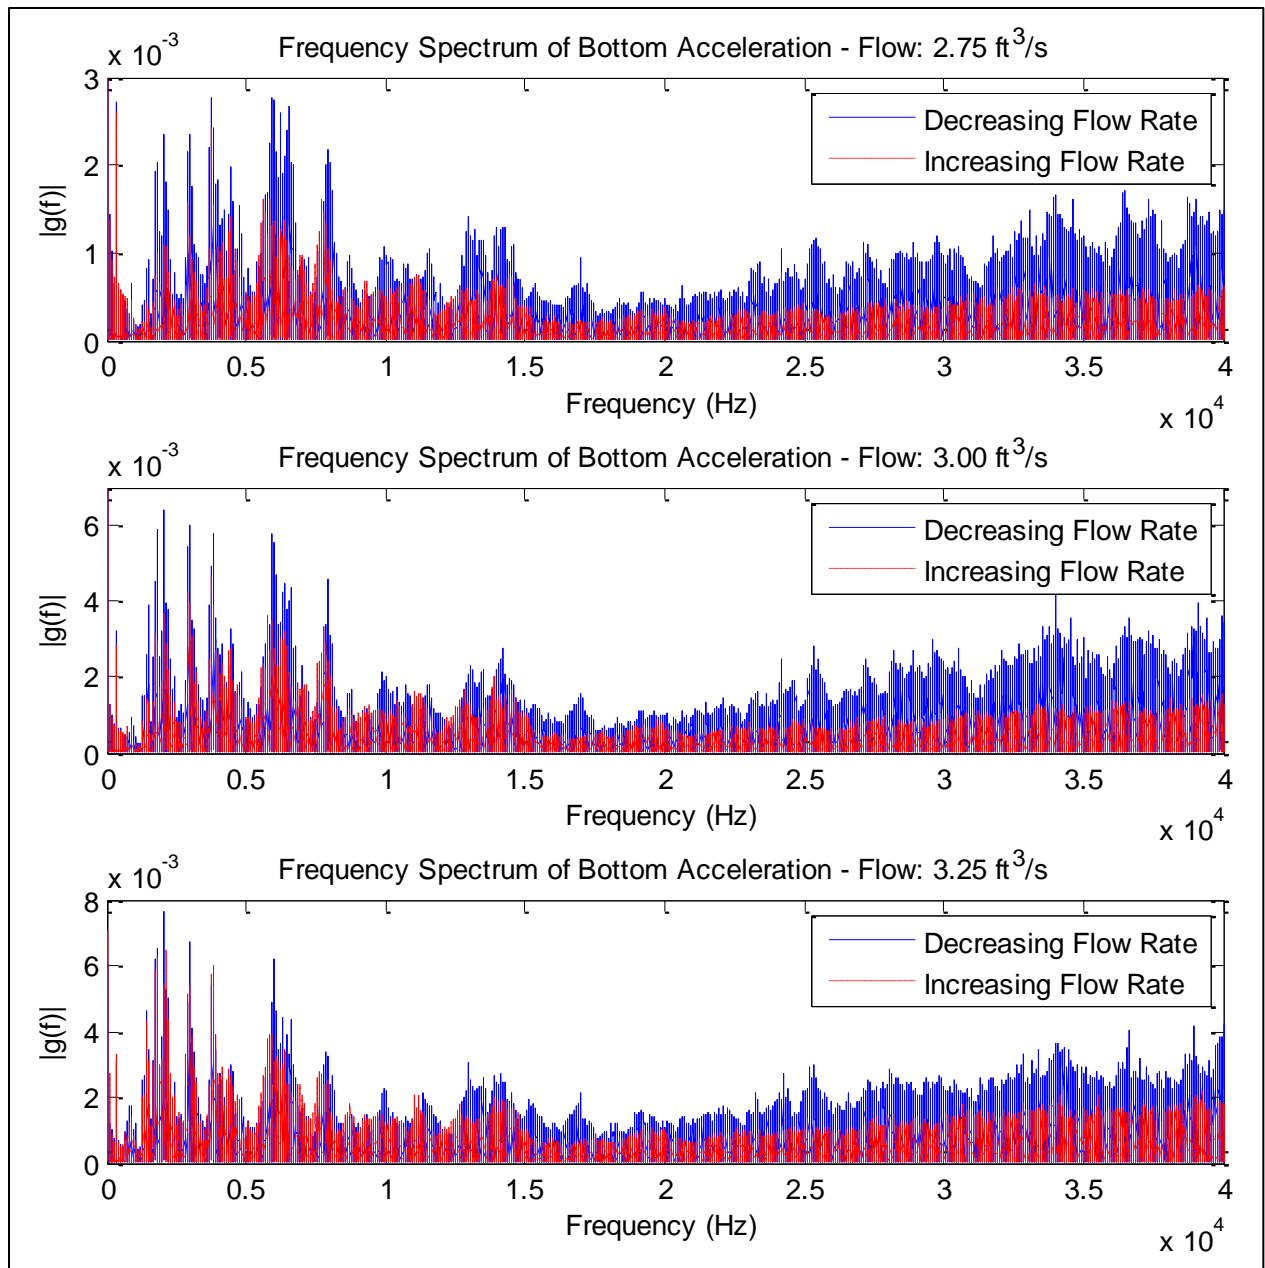 x 10^-3
Frequency Spectrum of Bottom Acceleration - Flow: 2.75 ft^3/s
Decreasing Flow Rate
Increasing Flow Rate
|g(f)|
3
2
1
0
0 0.5 1 1.5 2 2.5 3 3.5 4
Frequency (Hz)
x 10^4
x 10^-3
Frequency Spectrum of Bottom Acceleration - Flow: 3.00 ft^3/s
Decreasing Flow Rate
Increasing Flow Rate
|g(f)|
6
4
2
0
0 0.5 1 1.5 2 2.5 3 3.5 4
Frequency (Hz)
x 10^4
x 10^-3
Frequency Spectrum of Bottom Acceleration - Flow: 3.25 ft^3/s
Decreasing Flow Rate
Increasing Flow Rate
|g(f)|
8
6
4
2
0
0 0.5 1 1.5 2 2.5 3 3.5 4
Frequency (Hz)
x 10^4